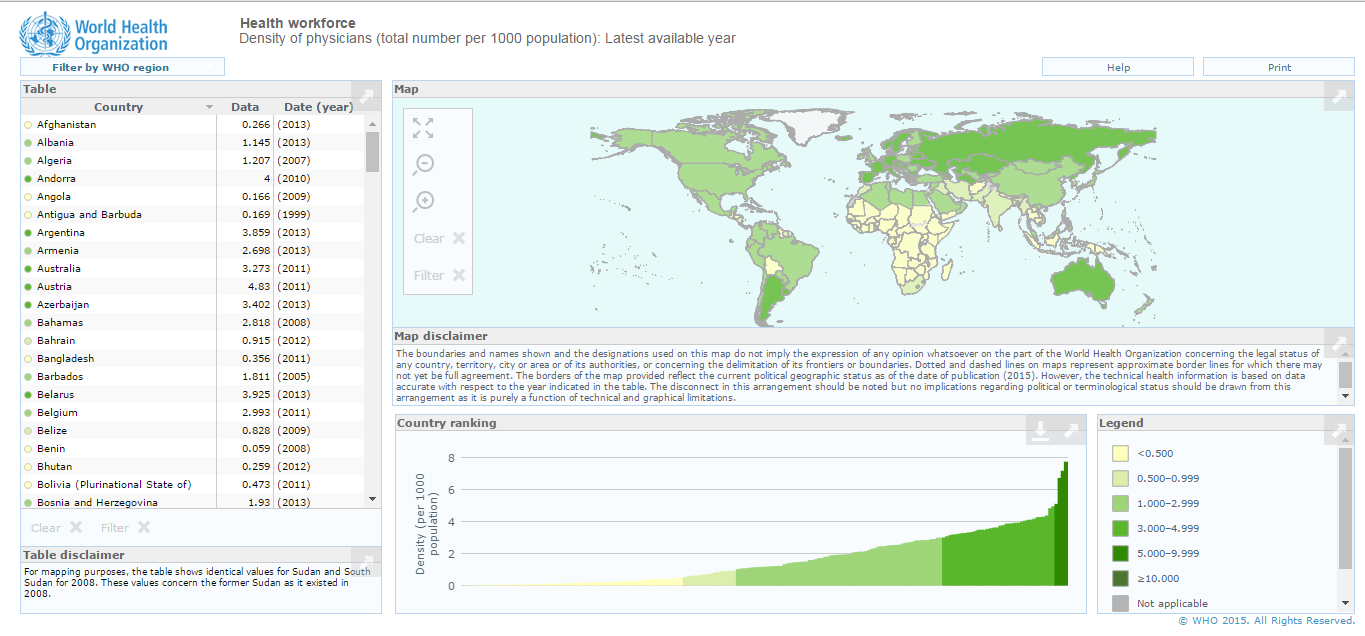 World Health
Organization
Health workforce
Density of physicians (total number per 1000 population): Latest available year
Filter by WHO region
Help
Print
Table
Country Data Date (year)
Afghanistan 0.266 (2013)
Albania 1.145 (2013)
Algeria 1.207 (2007)
Andorra 4 (2010)
Angola 0.166 (2009)
Antigua and Barbuda 0.169 (1999)
Argentina 3.859 (2013)
Armenia 2.698 (2013)
Australia 3.273 (2011)
Austria 4.83 (2011)
Azerbaijan 3.402 (2013)
Bahamas 2.818 (2008)
Bahrain 0.915 (2012)
Bangladesh 0.356 (2011)
Barbados 1.811 (2005)
Belarus 3.925 (2013)
Belgium 2.993 (2011)
Belize 0.828 (2009)
Benin 0.059 (2008)
Bhutan 0.259 (2012)
Bolivia (Plurinational State of) 0.473 (2011)
Bosnia and Herzegovina 1.93 (2013)
Clear Filter
Table disclaimer
For mapping purposes, the table shows identical values for Sudan and South
Sudan for 2008. These values concern the former Sudan as it existed in
2008.
Map
Clear
Filter
Map disclaimer
The boundaries and names shown and the designations used on this map do not imply the expression of any opinion whatsoever on the part of the World Health Organization concerning the legal status of
any country, territory, city or area or of its authorities, or concerning the delimitation of its frontiers or boundaries. Dotted and dashed lines on maps represent approximate border lines for which there may
not yet be full agreement. The borders of the map provided reflect the current political geographic status as of the date of publication (2015). However, the technical health information is based on data
accurate with respect to the year indicated in the table. The disconnect in this arrangement should be noted but no implications regarding political or terminological status should be drawn from this
arrangement as it is purely a function of technical and graphical limitations.
Country ranking
Density (per 1000
population)
8
6
4
2
0
Legend
<0.500
0.500–0.999
1.000–2.999
3.000–4.999
5.000–9.999
≥10.000
Not applicable
© WHO 2015. All Rights Reserved.